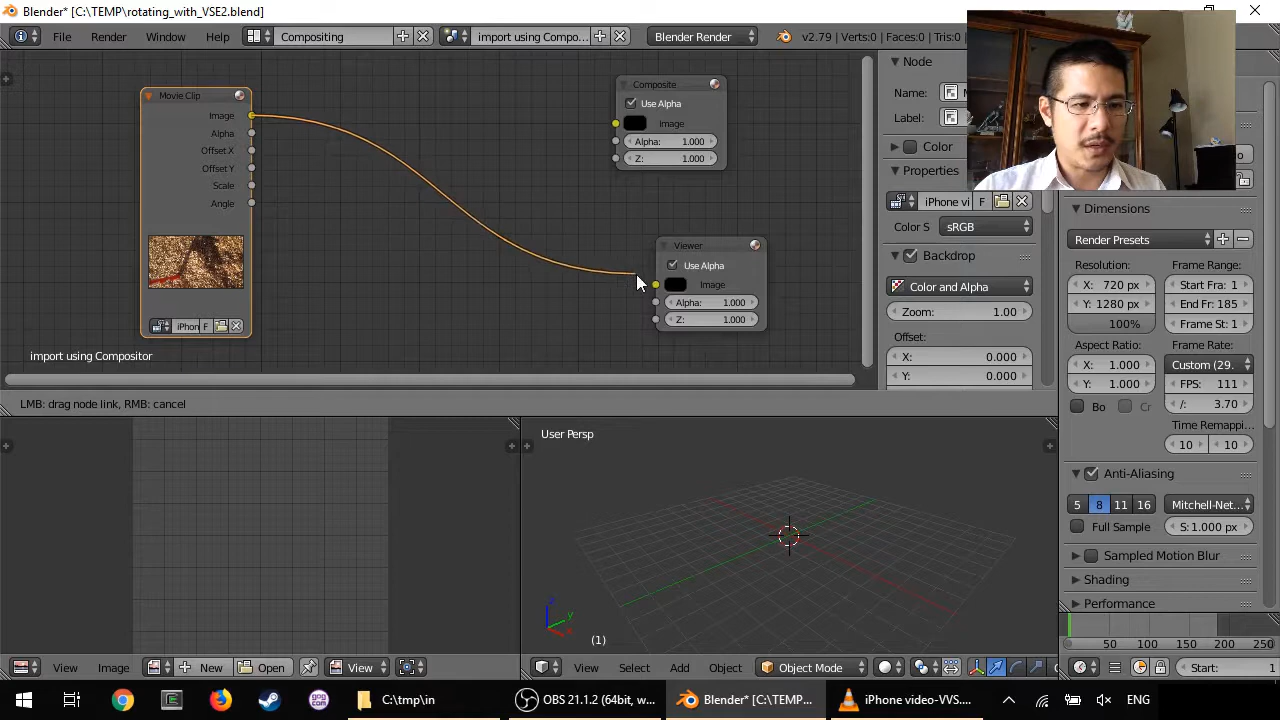 Blender* [C:\TEMP\rotating_with_VSE2.blend]
File Render Window Help Compositing import using Compo... Blender Render v2.79 | Verts:0 | Faces:0 | Tris:0
Movie Clip
Image
Alpha
Offset X
Offset Y
Scale
Angle
iPhon F
import using Compositor
Composite
Use Alpha
Image
Alpha: 1.000
Z: 1.000
Viewer
Use Alpha
Image
Alpha: 1.000
Z: 1.000
Node
Name:
Label:
Color
Properties
iPhone vi F
Color S sRGB
Backdrop
Color and Alpha
Zoom: 1.00
Offset:
X: 0.000
Y: 0.000
Dimensions
Render Presets
Resolution: Frame Range:
X: 720 px Start Fra: 1
Y: 1280 px End Fr: 185
100% Frame St: 1
Aspect Ratio: Frame Rate:
X: 1.000 Custom (29.
Y: 1.000 FPS: 111
Bo Cr /: 3.70
Time Remappi...
10 10
Anti-Aliasing
5 8 11 16 Mitchell-Net...
Full Sample S: 1.000 px
Sampled Motion Blur
Shading
Performance
LMB: drag node link, RMB: cancel
User Persp
z y x
(1)
50 100 150 200 250
View Image New Open View
View Select Add Object Object Mode
Start: 1
C:\tmp\in
OBS 21.1.2 (64bit, w...
Blender* [C:\TEMP...
iPhone video-VVS....
ENG